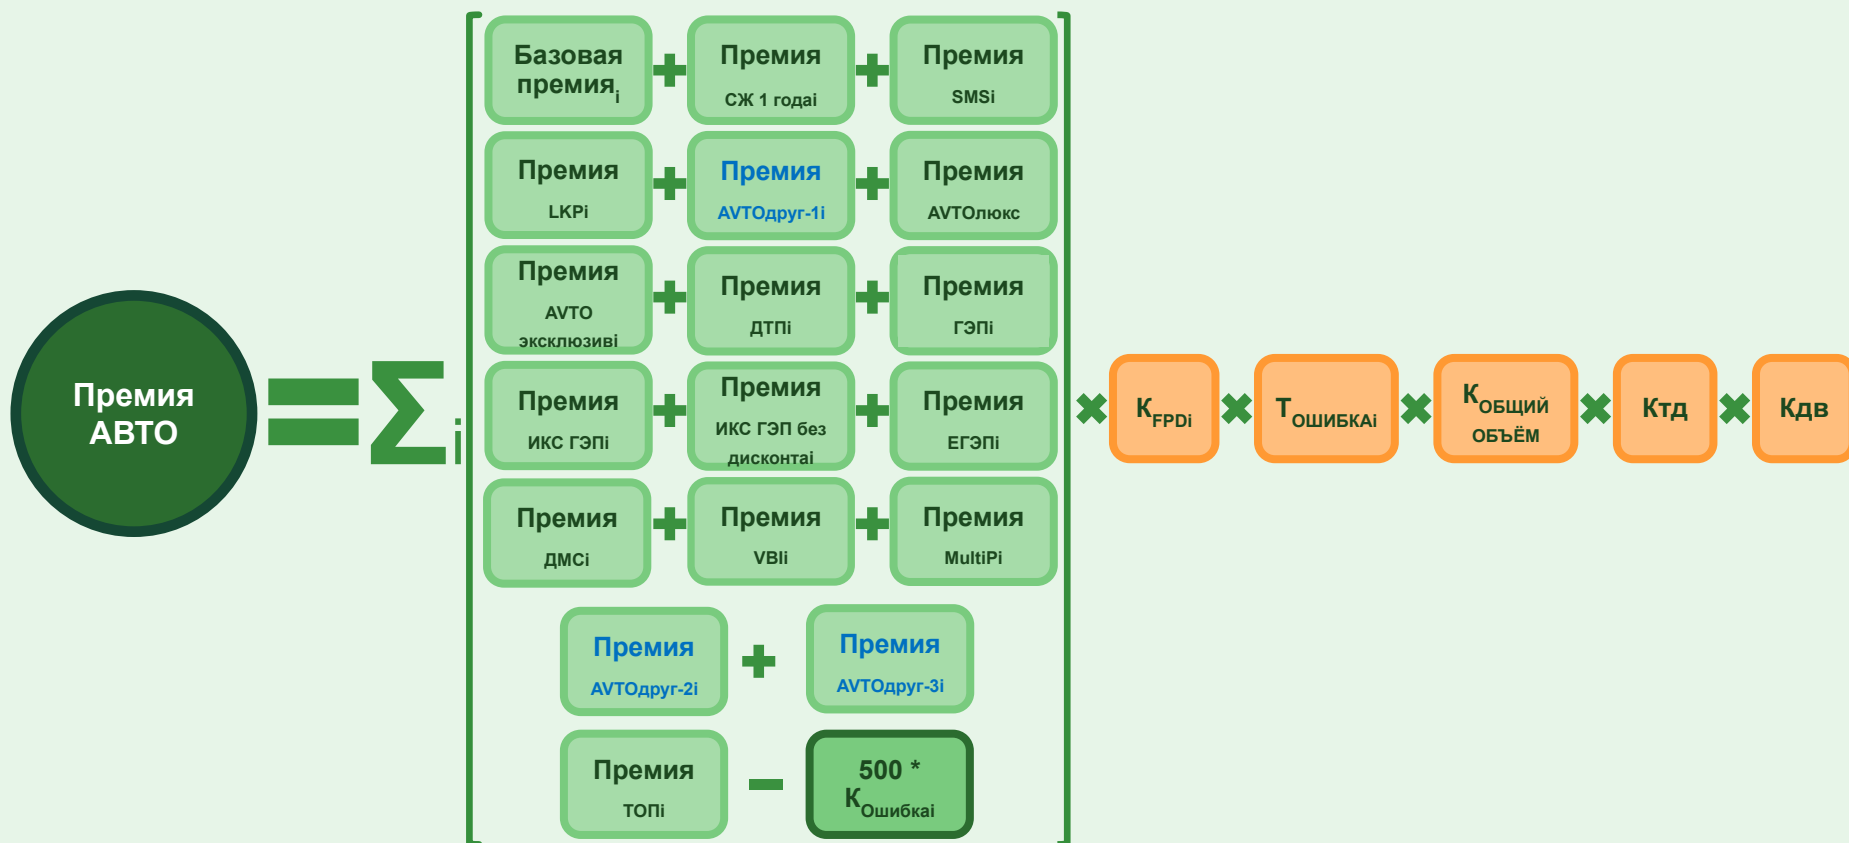 Премия
АВТО
=
Σi
Базовая
премияi
+
Премия
СЖ 1 годаi
+
Премия
SMSi
Премия
LKPi
+
Премия
AVTOдруг-1i
+
Премия
AVTOлюкс
Премия
AVTO
эксклюзивi
+
Премия
ДТПi
+
Премия
ГЭПi
Премия
ИКС ГЭПi
+
Премия
ИКС ГЭП без
дисконтаi
+
Премия
ЕГЭПi
Премия
ДМСi
+
Премия
VBIi
+
Премия
MultiPi
Премия
AVTOдруг-2i
+
Премия
AVTOдруг-3i
Премия
ТОПi
−
500 *
КОшибкаi
×
КFPDi
×
ТОШИБКАi
×
КОБЩИЙ
ОБЪЁМ
×
Ктд
×
Кдв